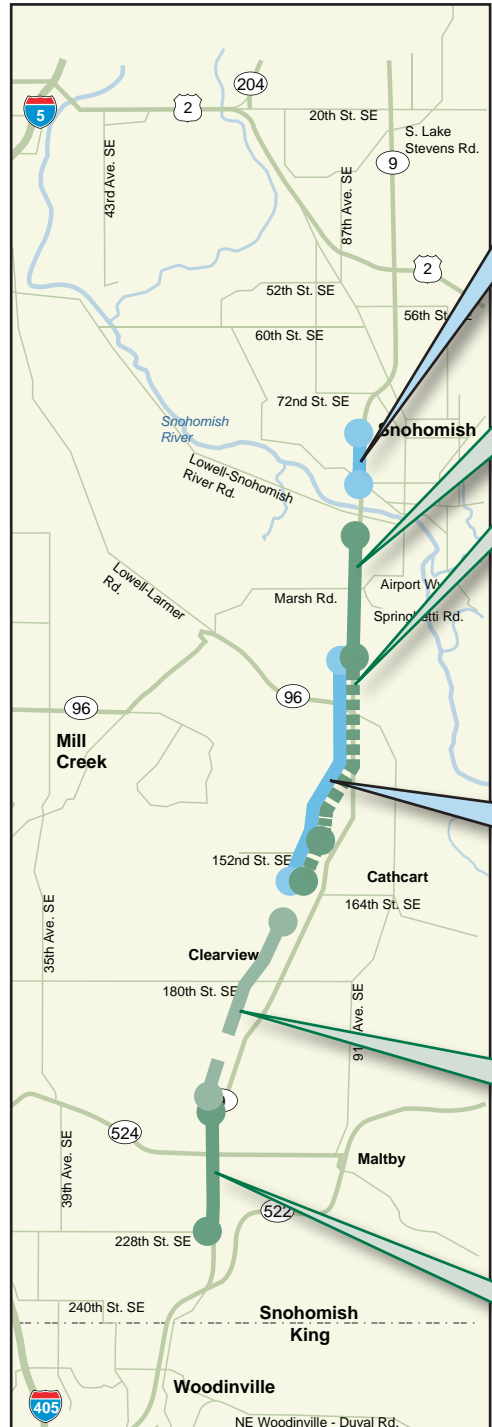 204
5
2
20th St. SE
S. Lake
Stevens Rd.
43rd Ave. SE
9
87th Ave. SE
2
52th St. SE
56th St.
60th St. SE
72nd St. SE
Snohomish
River
Snohomish
Lowell-Snohomish
River Rd.
Lowell-Larmer
Rd.
Airport
Marsh Rd.
Rd.
96
96
Mill
Creek
152nd St. SE
Cathcart
164th St. SE
35th Ave. SE
Clearview
180th St. SE
Ave. SE
524
Maltby
39th Ave. SE
522
228th St. SE
240th St. SE
Snohomish
King
Woodinville
405
NE Woodinville - Duval Rd.